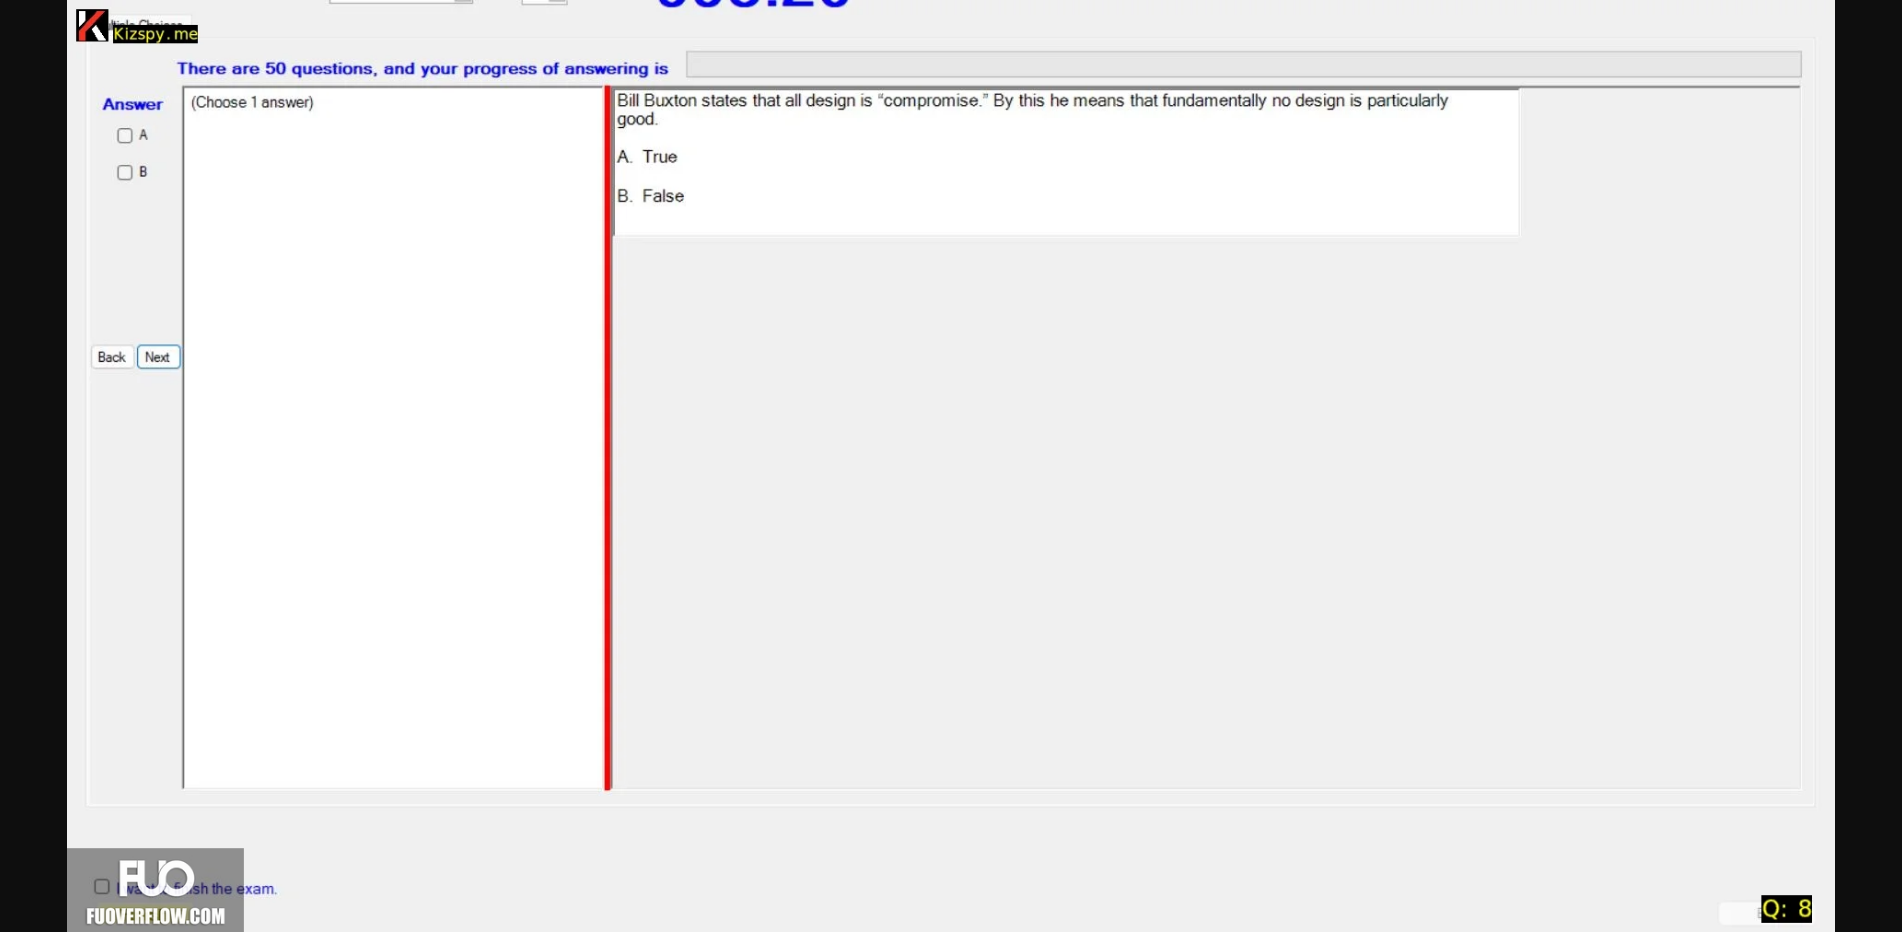 Kizspy.me
There are 50 questions, and your progress of answering is
Answer
(Choose 1 answer)
A
B
Back
Next
Bill Buxton states that all design is “compromise.” By this he means that fundamentally no design is particularly
good.
A. True
B. False
FUO
sh the exam.
FUOVERFLOW.COM
Q: 8